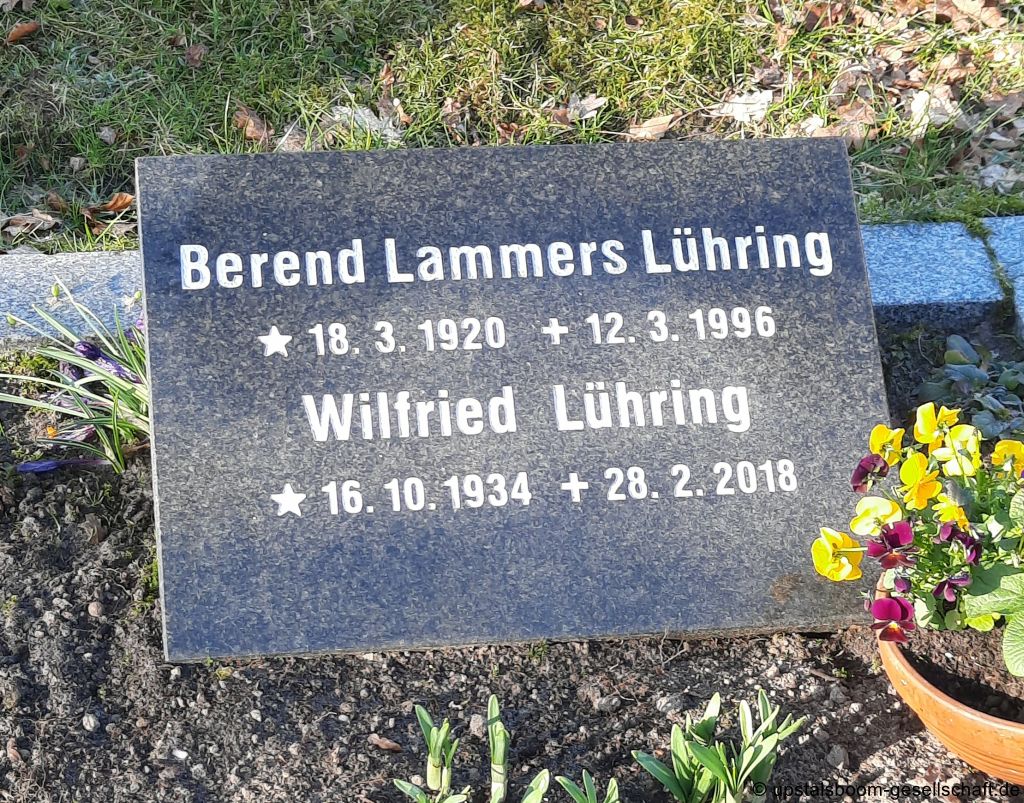 Berend Lammers Lühring
★ 18. 3. 1920 ✝ 12. 3. 1996
Wilfried Lühring
★ 16. 10. 1934 ✝ 28. 2. 2018
© upstalsboom-gesellschaft.de